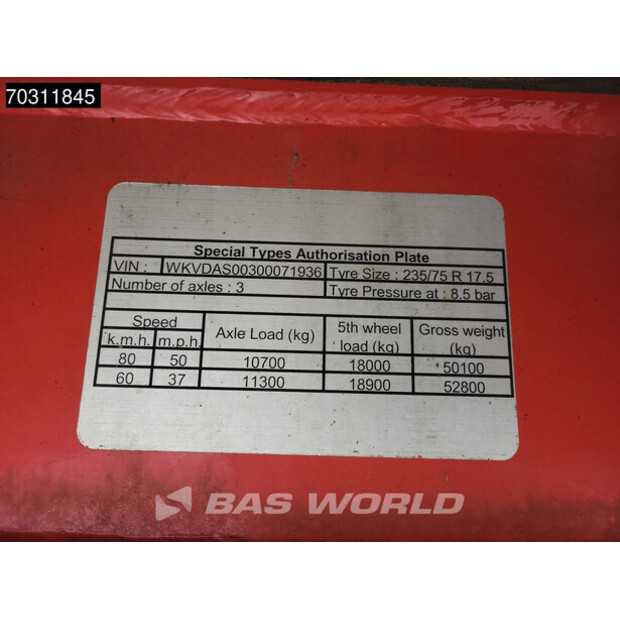 70311845
Special Types Authorisation Plate
VIN : WKVDAS00300071936 Tyre Size : 235/75 R 17.5
Number of axles : 3 Tyre Pressure at : 8.5 bar
Speed Axle Load (kg) 5th wheel load (kg) Gross weight (kg)
k.m.h. m.p.h.
80 50 10700 18000 50100
60 37 11300 18900 52800
BAS WORLD